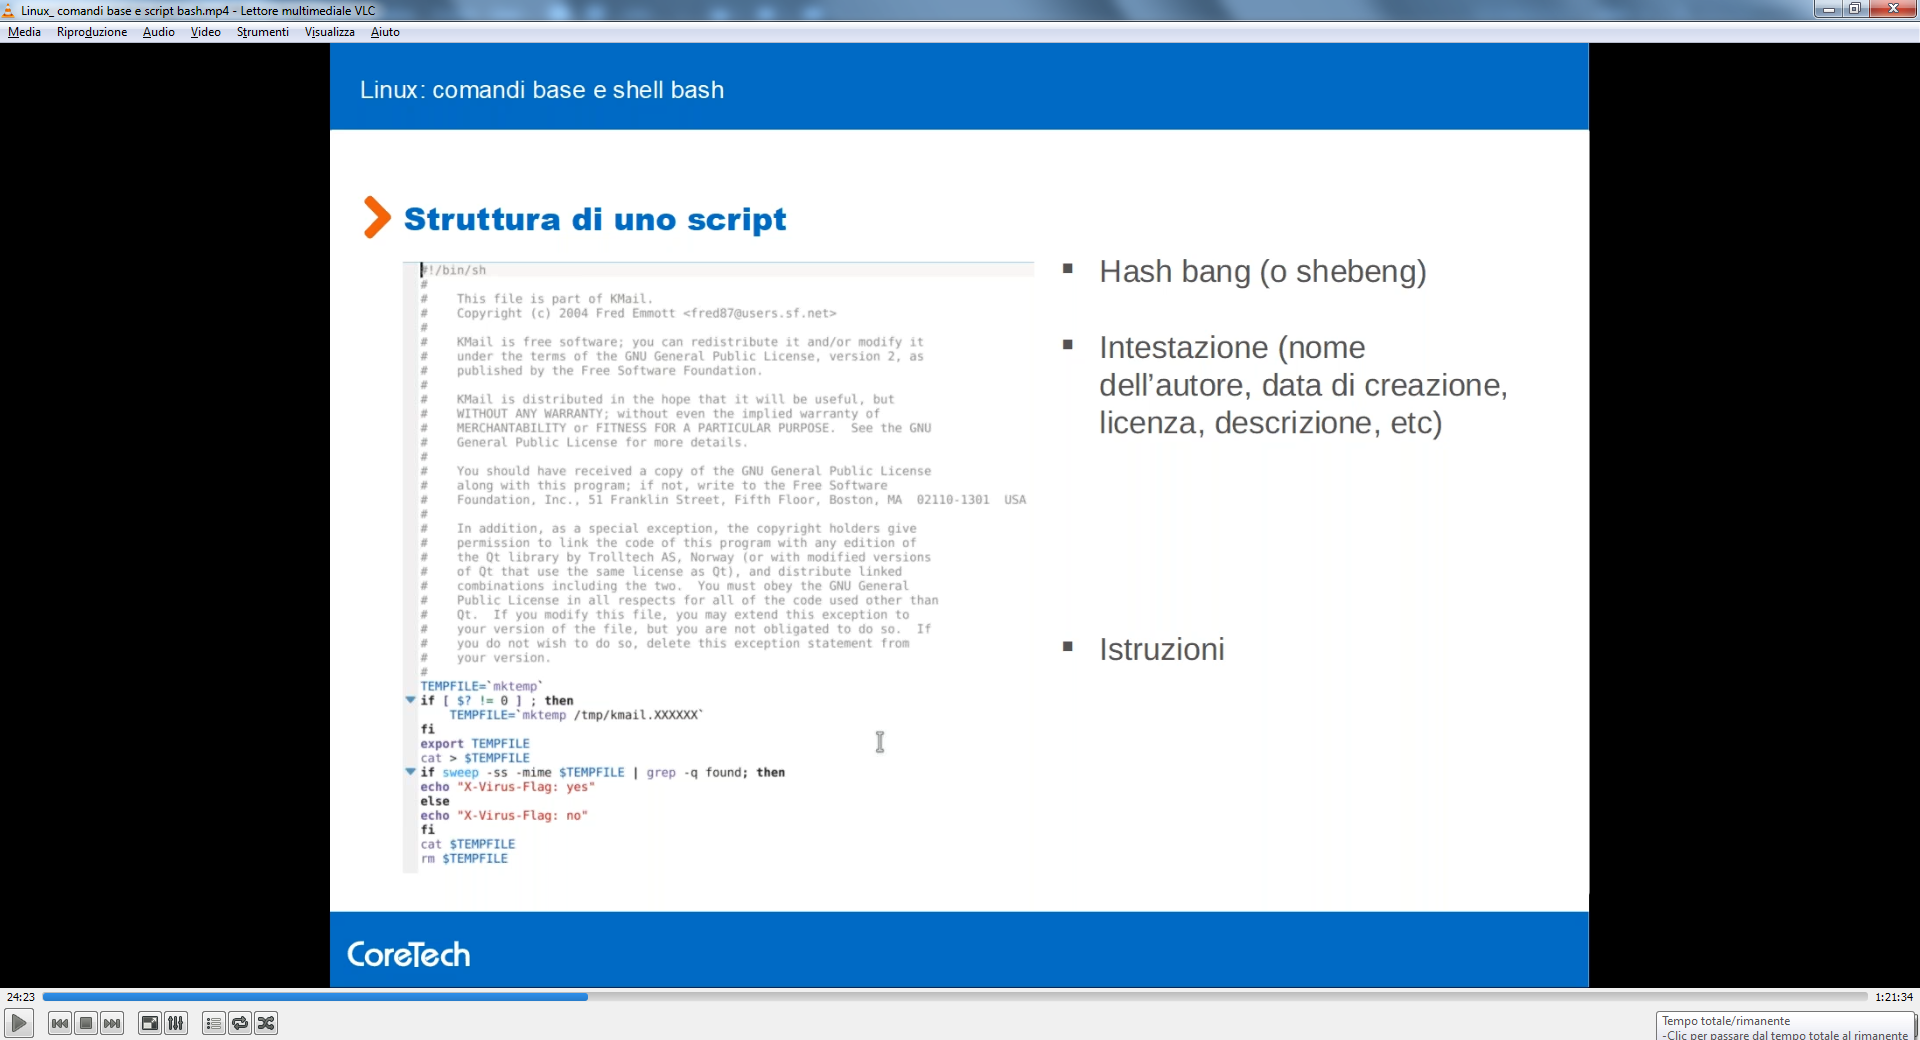 Linux_ comandi base e script bash.mp4 - Lettore multimediale VLC
Media Riproduzione Audio Video Strumenti Visualizza Aiuto
Linux: comandi base e shell bash
Struttura di uno script
#!/bin/sh
#
# This file is part of KMail.
# Copyright (c) 2004 Fred Emmott <fred87@users.sf.net>
#
# KMail is free software; you can redistribute it and/or modify it
# under the terms of the GNU General Public License, version 2, as
# published by the Free Software Foundation.
#
# KMail is distributed in the hope that it will be useful, but
# WITHOUT ANY WARRANTY; without even the implied warranty of
# MERCHANTABILITY or FITNESS FOR A PARTICULAR PURPOSE.  See the GNU
# General Public License for more details.
#
# You should have received a copy of the GNU General Public License
# along with this program; if not, write to the Free Software
# Foundation, Inc., 51 Franklin Street, Fifth Floor, Boston, MA  02110-1301  USA
#
# In addition, as a special exception, the copyright holders give
# permission to link the code of this program with any edition of
# the Qt library by Trolltech AS, Norway (or with modified versions
# of Qt that use the same license as Qt), and distribute linked
# combinations including the two.  You must obey the GNU General
# Public License in all respects for all of the code used other than
# Qt.  If you modify this file, you may extend this exception to
# your version of the file, but you are not obligated to do so.  If
# you do not wish to do so, delete this exception statement from
# your version.
#
TEMPFILE=`mktemp`
if [ $? != 0 ] ; then
TEMPFILE=`mktemp /tmp/kmail.XXXXXX`
fi
export TEMPFILE
cat > $TEMPFILE
if sweep -ss -mime $TEMPFILE | grep -q found; then
echo "X-Virus-Flag: yes"
else
echo "X-Virus-Flag: no"
fi
cat $TEMPFILE
rm $TEMPFILE
▪ Hash bang (o shebeng)
▪ Intestazione (nome
dell’autore, data di creazione,
licenza, descrizione, etc)
▪ Istruzioni
CoreTech
24:23
1:21:34
Tempo totale/rimanente
-Clic per passare dal tempo totale al rimanente